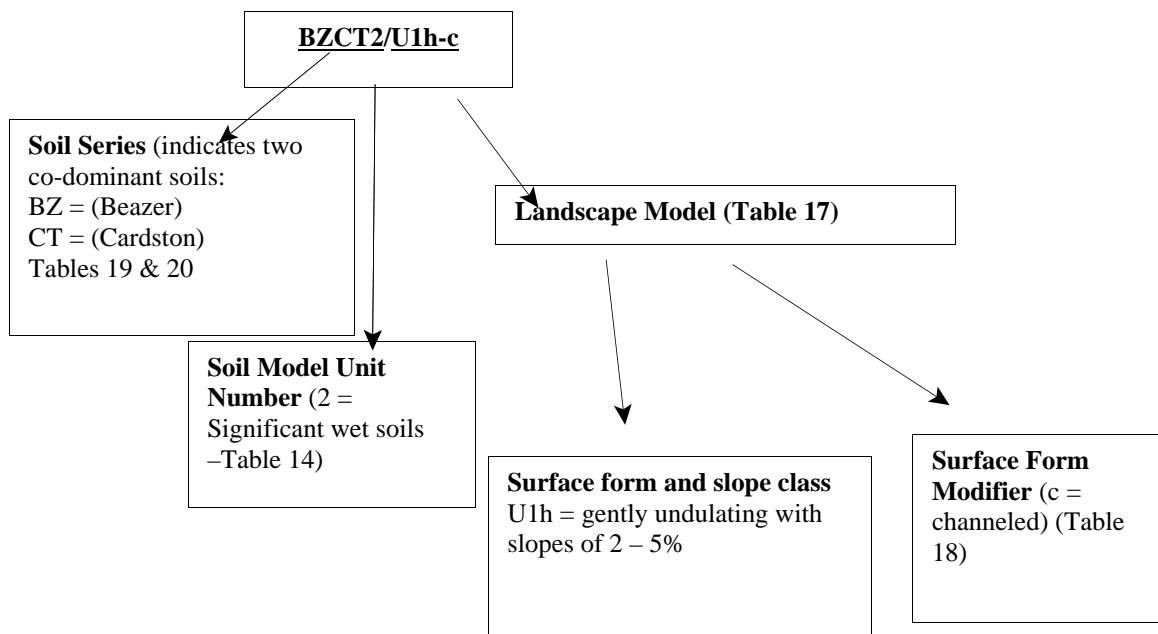 BZCT2/U1h-c
Soil Series (indicates two
co-dominant soils:
BZ = (Beazer)
CT = (Cardston)
Tables 19 & 20
Landscape Model (Table 17)
Soil Model Unit
Number (2 =
Significant wet soils
–Table 14)
Surface form and slope class
U1h = gently undulating with
slopes of 2 – 5%
Surface Form
Modifier (c =
channeled) (Table
18)